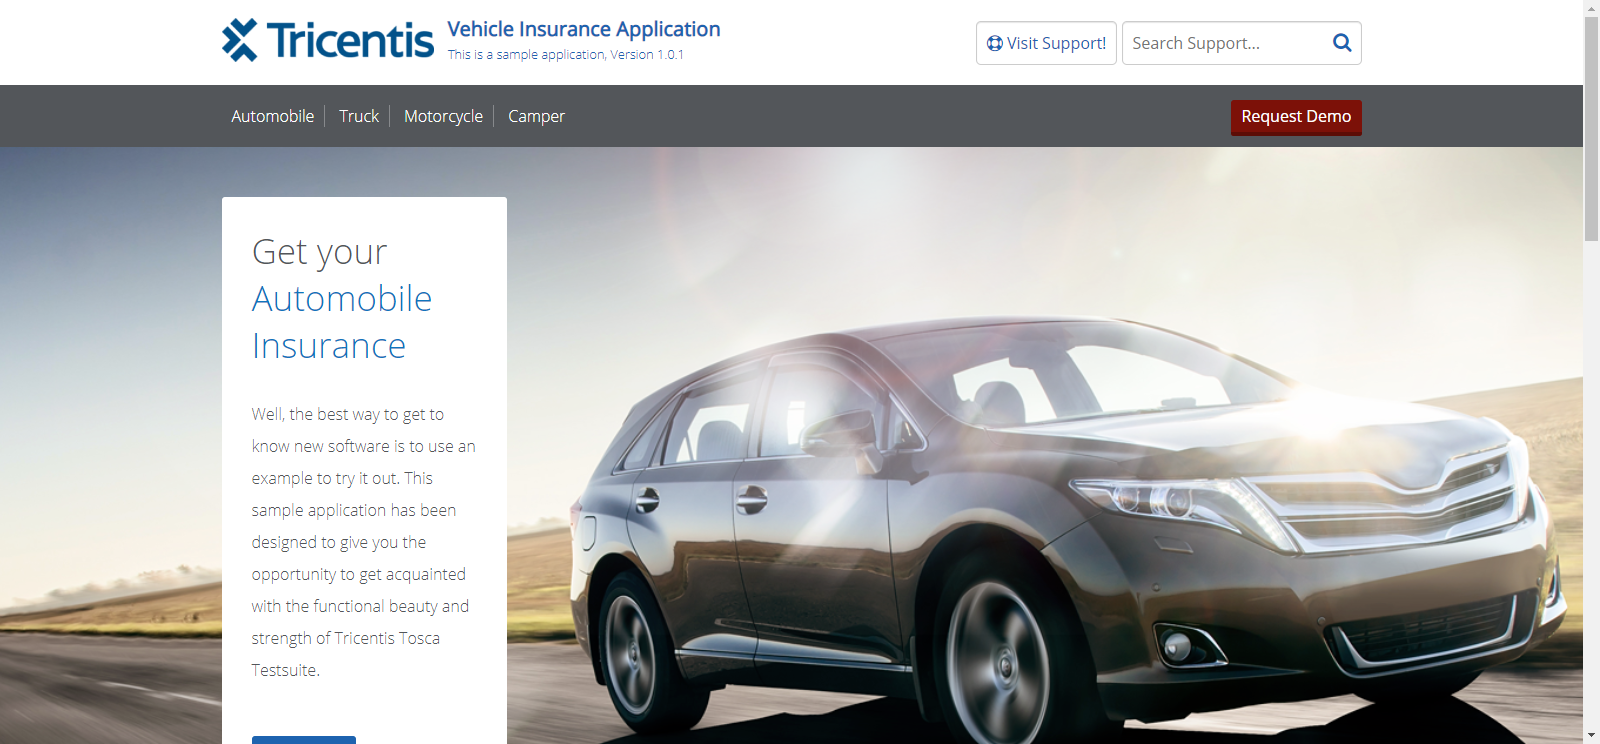 Tricentis
Vehicle Insurance Application
This is a sample application, Version 1.0.1
Visit Support!
Search Support...
Automobile
Truck
Motorcycle
Camper
Request Demo
Get your
Automobile
Insurance
Well, the best way to get to
know new software is to use an
example to try it out. This
sample application has been
designed to give you the
opportunity to get acquainted
with the functional beauty and
strength of Tricentis Tosca
Testsuite.